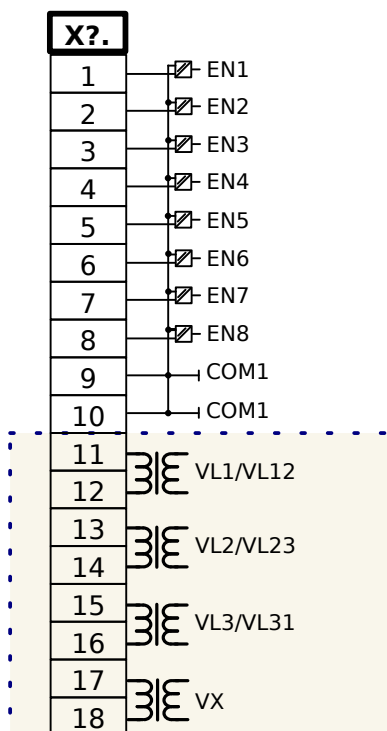 X?.
1 EN1
2 EN2
3 EN3
4 EN4
5 EN5
6 EN6
7 EN7
8 EN8
9 COM1
10 COM1
11
VL1/VL12
12
13
VL2/VL23
14
15
VL3/VL31
16
17
VX
18